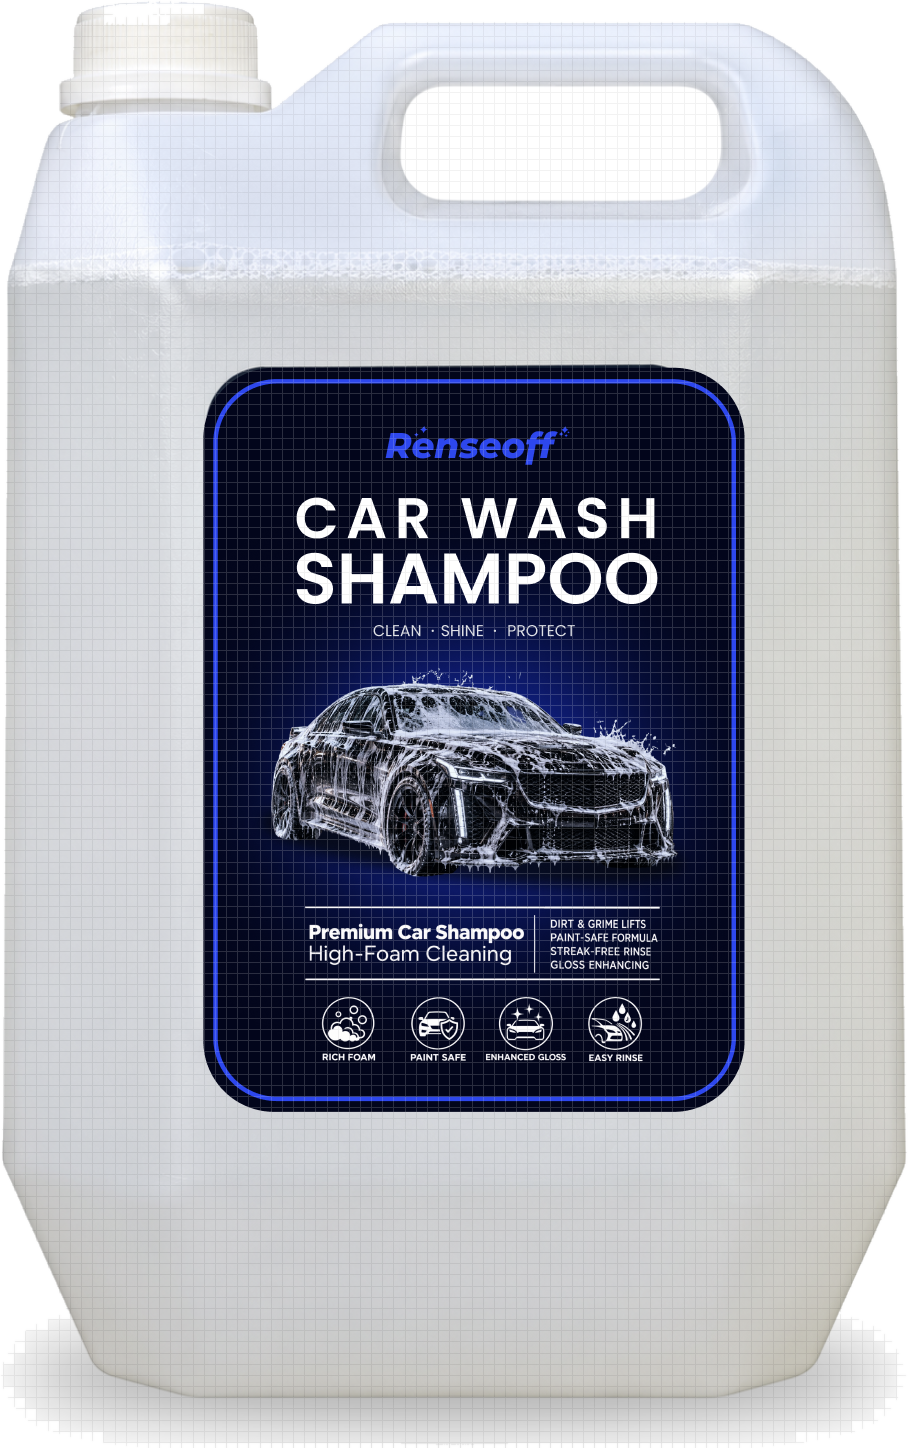 Renseoff
CAR WASH
SHAMPOO
CLEAN · SHINE · PROTECT
Premium Car Shampoo
High-Foam Cleaning
DIRT & GRIME LIFTS
PAINT-SAFE FORMULA
STREAK-FREE RINSE
GLOSS ENHANCING
RICH FOAM
PAINT SAFE
ENHANCED GLOSS
EASY RINSE